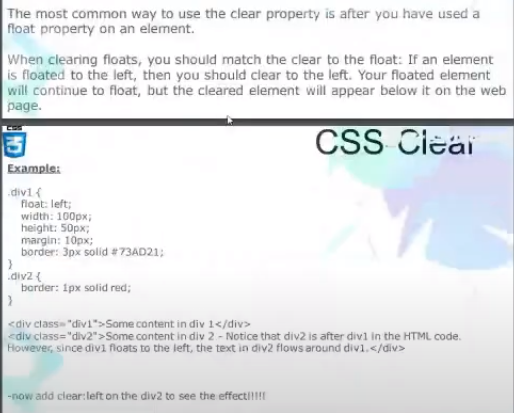 The most common way to use the clear property is after you have used a
float property on an element.
When clearing floats, you should match the clear to the float: If an element
is floated to the left, then you should clear to the left. Your floated element
will continue to float, but the cleared element will appear below it on the web
page.
CSS
3
CSS Clear
Example:
.div1 {
float: left;
width: 100px;
height: 50px;
margin: 10px;
border: 3px solid #73AD21;
}
.div2 {
border: 1px solid red;
}
<div class="div1">Some content in div 1</div>
<div class="div2">Some content in div 2 - Notice that div2 is after div1 in the HTML code.
However, since div1 floats to the left, the text in div2 flows around div1.</div>
-now add clear:left on the div2 to see the effect!!!!!